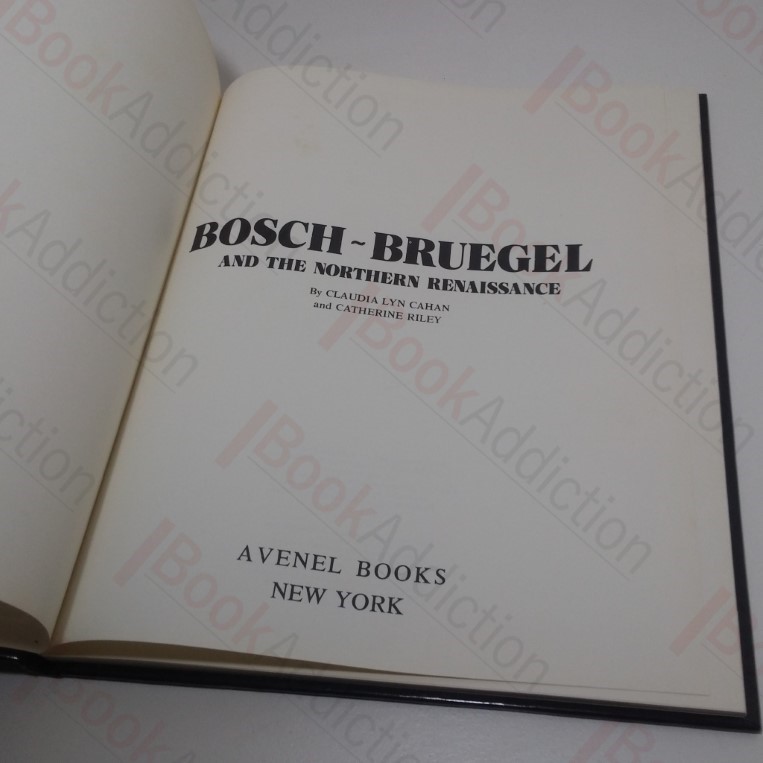 BOSCH ~ BRUEGEL
AND THE NORTHERN RENAISSANCE
By CLAUDIA LYN CAHAN
and CATHERINE RILEY
AVENEL BOOKS
NEW YORK
BookAddiction